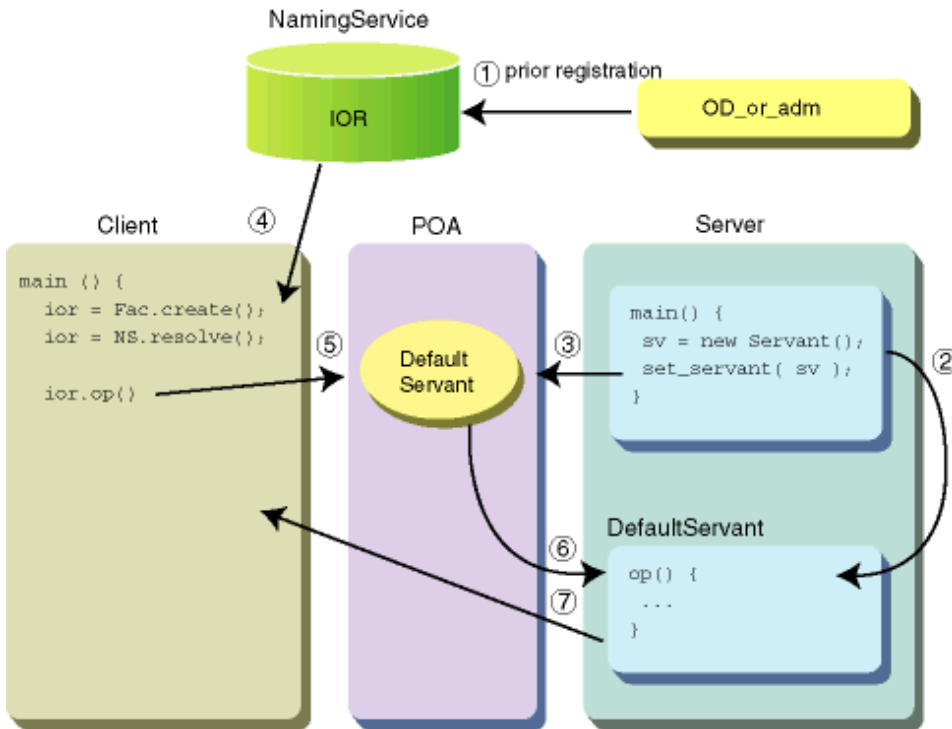 NamingService
① prior registration
IOR
OD_or_adm
④
Client
main () {
ior = Fac.create();
ior = NS.resolve();
ior.op()
⑤
POA
Default
Servant
③
Server
main() {
sv = new Servant();
set_servant( sv );
}
②
⑥
⑦
DefaultServant
op() {
...
}